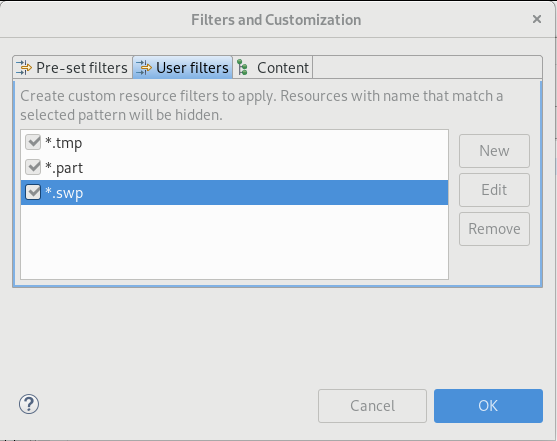 Filters and Customization
Pre-set filters
User filters
Content
Create custom resource filters to apply. Resources with name that match a
selected pattern will be hidden.
*.tmp
*.part
*.swp
New
Edit
Remove
?
Cancel
OK